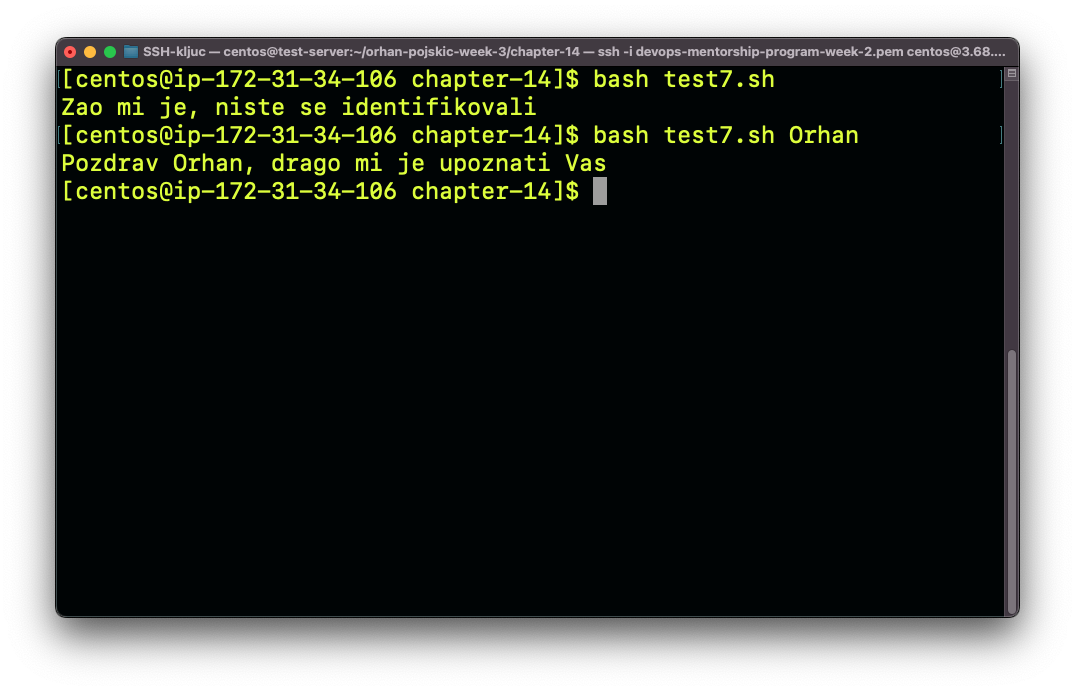 SSH-kljuc — centos@test-server:~/orhan-pojskic-week-3/chapter-14 — ssh -i devops-mentorship-program-week-2.pem centos@3.68....
[centos@ip-172-31-34-106 chapter-14]$ bash test7.sh
Zao mi je, niste se identifikovali
[centos@ip-172-31-34-106 chapter-14]$ bash test7.sh Orhan
Pozdrav Orhan, drago mi je upoznati Vas
[centos@ip-172-31-34-106 chapter-14]$